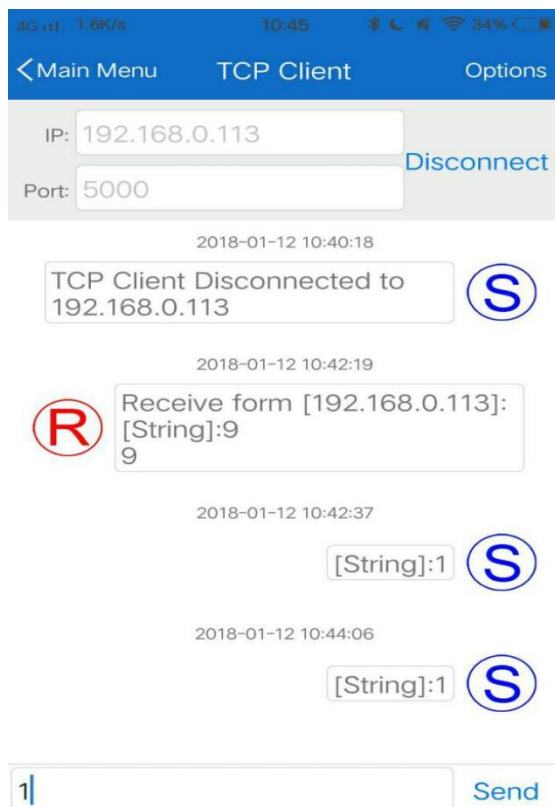 4G 1.6K/s 10:45 34%
Main Menu TCP Client Options
IP: 192.168.0.113
Disconnect
Port: 5000
2018-01-12 10:40:18
TCP Client Disconnected to
192.168.0.113
S
2018-01-12 10:42:19
R
Receive form [192.168.0.113]:
[String]:9
9
2018-01-12 10:42:37
[String]:1
S
2018-01-12 10:44:06
[String]:1
S
1
Send